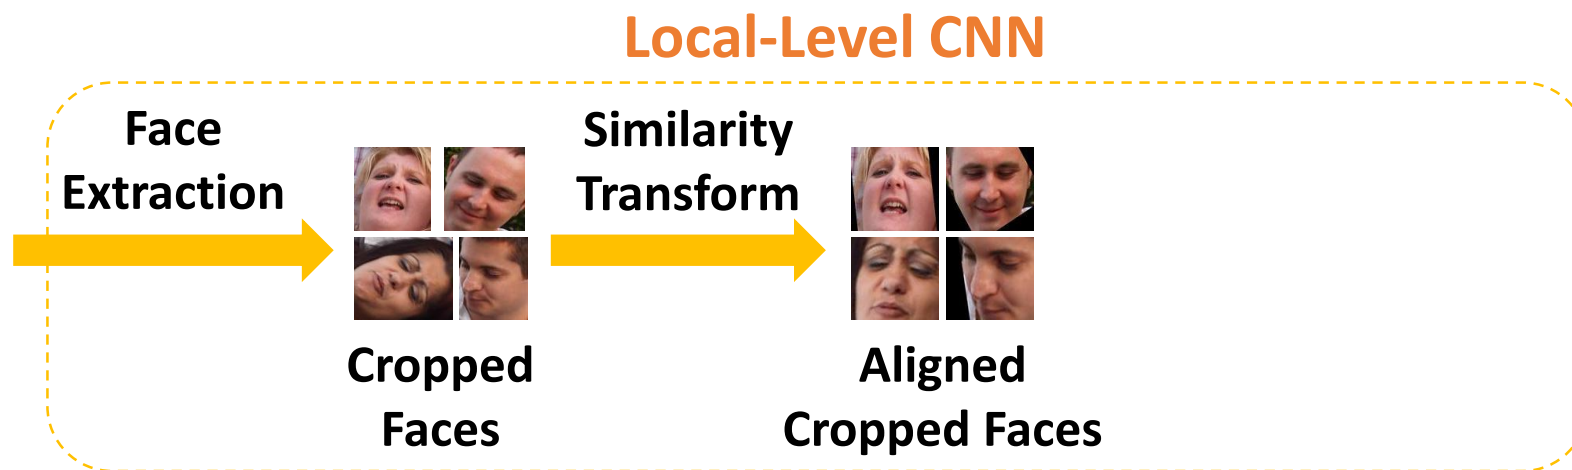 Local-Level CNN
Face
Extraction
Similarity
Transform
Cropped
Faces
Aligned
Cropped Faces